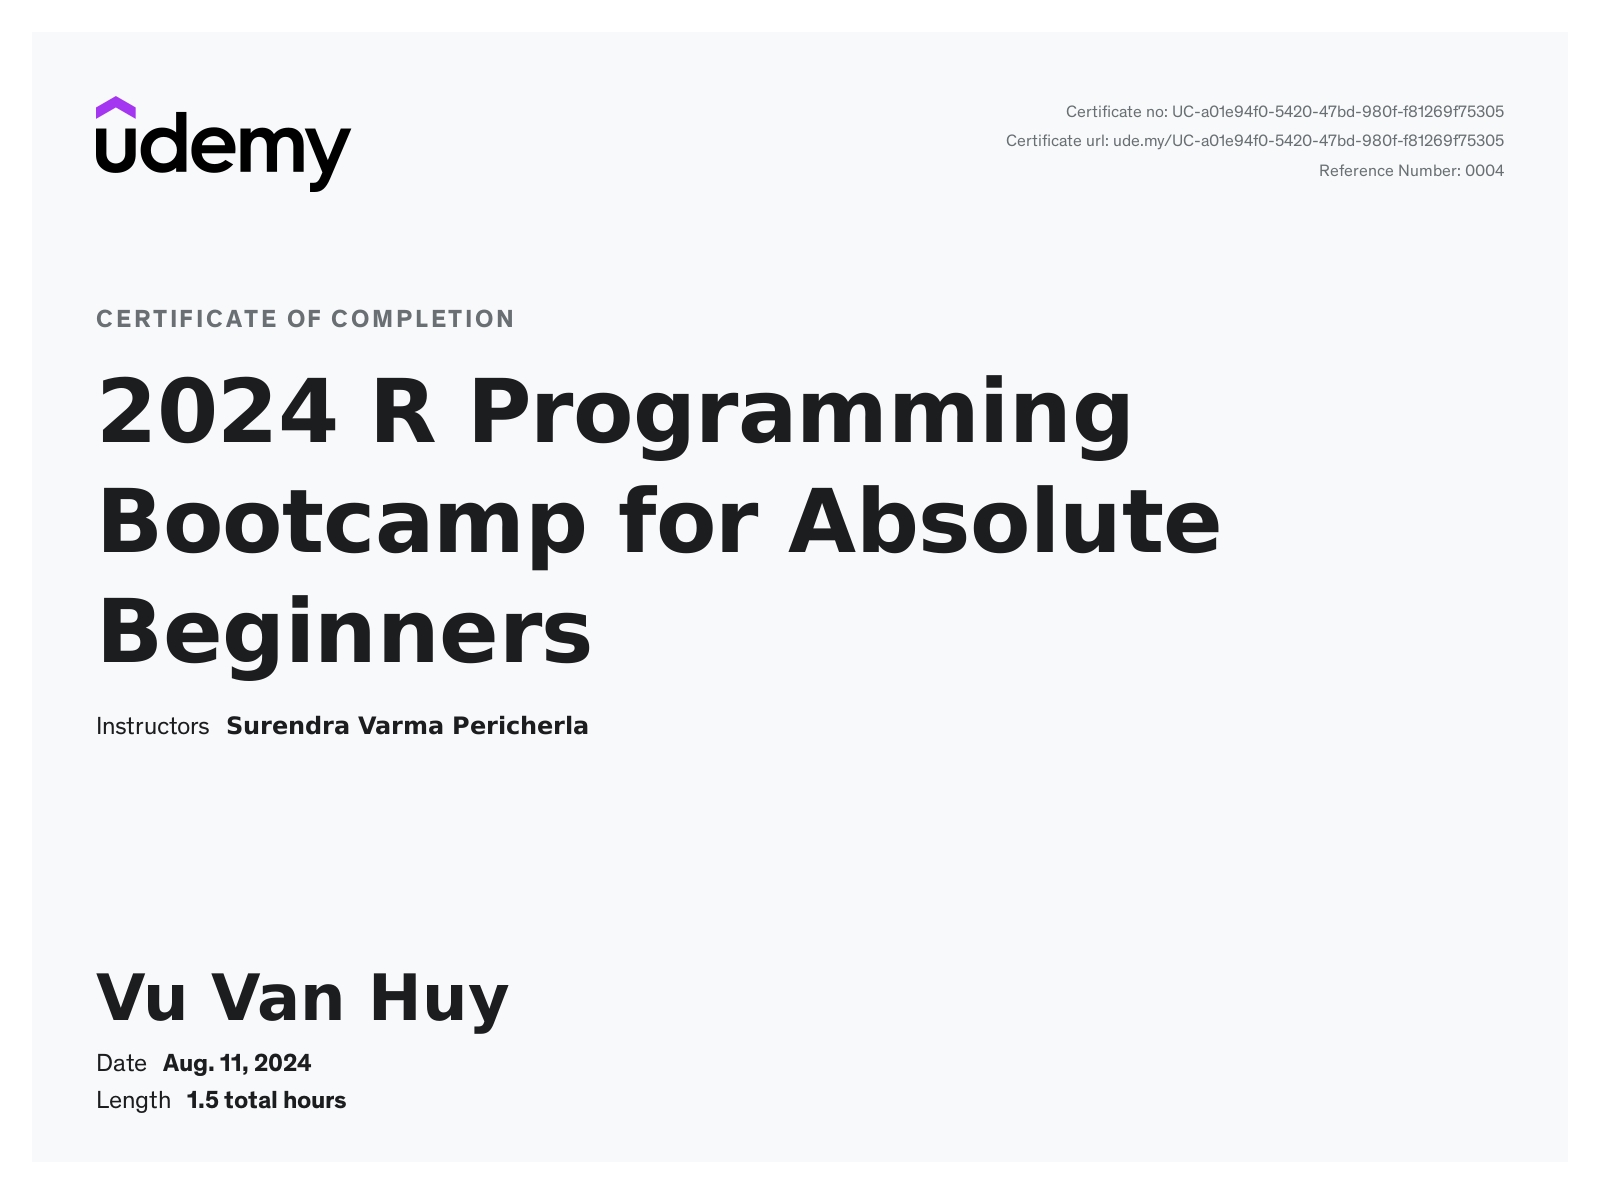 udemy
Certificate no: UC-a01e94f0-5420-47bd-980f-f81269f75305
Certificate url: ude.my/UC-a01e94f0-5420-47bd-980f-f81269f75305
Reference Number: 0004
CERTIFICATE OF COMPLETION
2024 R Programming
Bootcamp for Absolute
Beginners
Instructors Surendra Varma Pericherla
Vu Van Huy
Date Aug. 11, 2024
Length 1.5 total hours